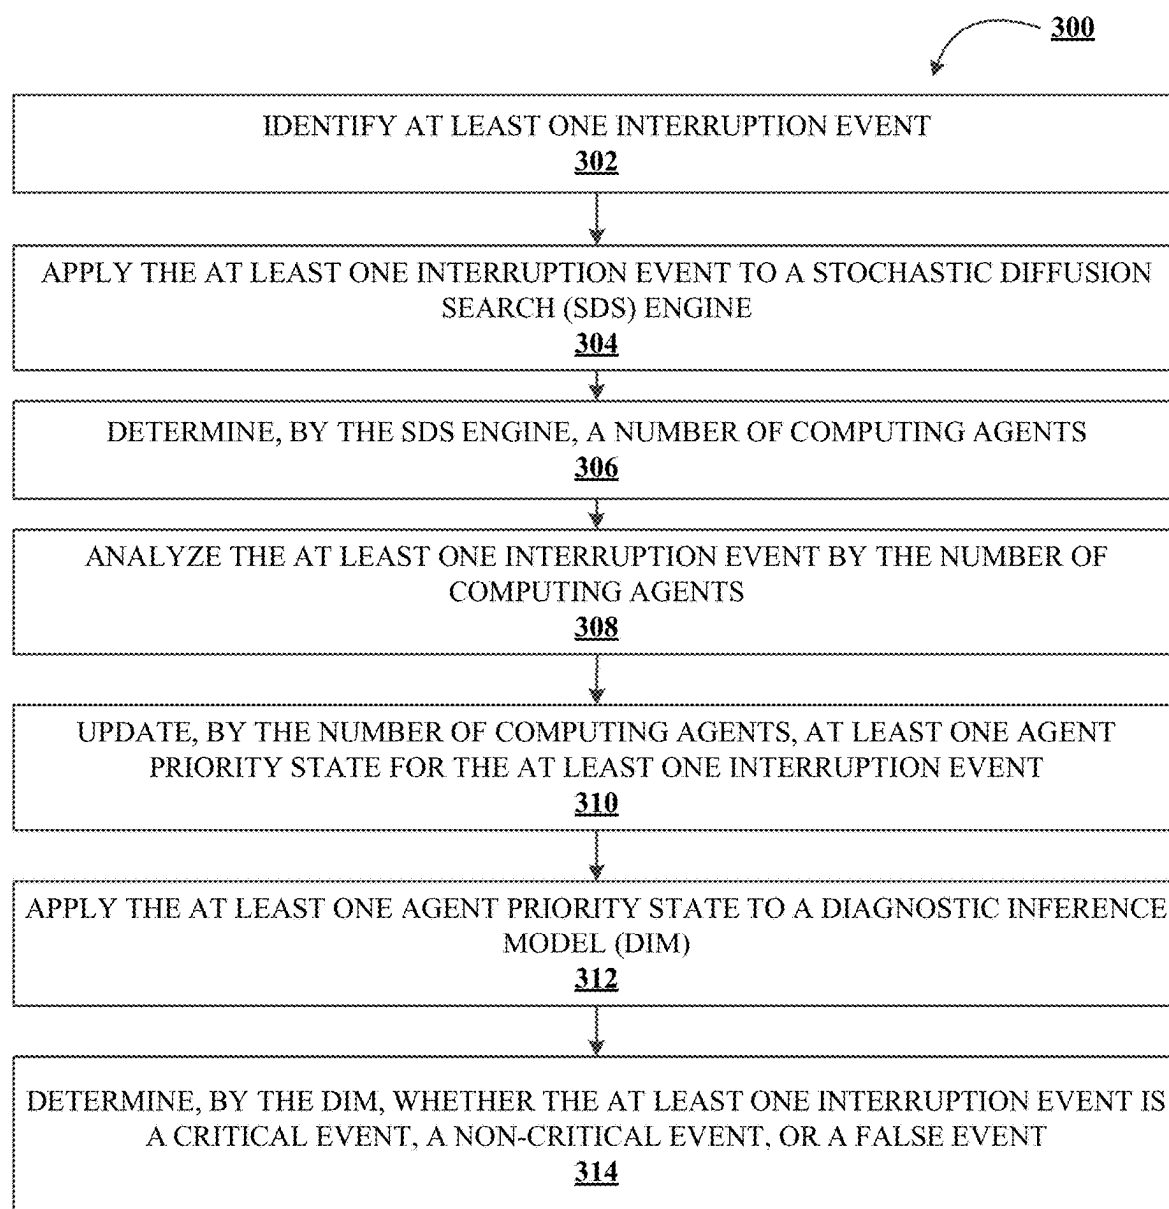 300
IDENTIFY AT LEAST ONE INTERRUPTION EVENT
302
APPLY THE AT LEAST ONE INTERRUPTION EVENT TO A STOCHASTIC DIFFUSION
SEARCH (SDS) ENGINE
304
DETERMINE, BY THE SDS ENGINE, A NUMBER OF COMPUTING AGENTS
306
ANALYZE THE AT LEAST ONE INTERRUPTION EVENT BY THE NUMBER OF
COMPUTING AGENTS
308
UPDATE, BY THE NUMBER OF COMPUTING AGENTS, AT LEAST ONE AGENT
PRIORITY STATE FOR THE AT LEAST ONE INTERRUPTION EVENT
310
APPLY THE AT LEAST ONE AGENT PRIORITY STATE TO A DIAGNOSTIC INFERENCE
MODEL (DIM)
312
DETERMINE, BY THE DIM, WHETHER THE AT LEAST ONE INTERRUPTION EVENT IS
A CRITICAL EVENT, A NON-CRITICAL EVENT, OR A FALSE EVENT
314